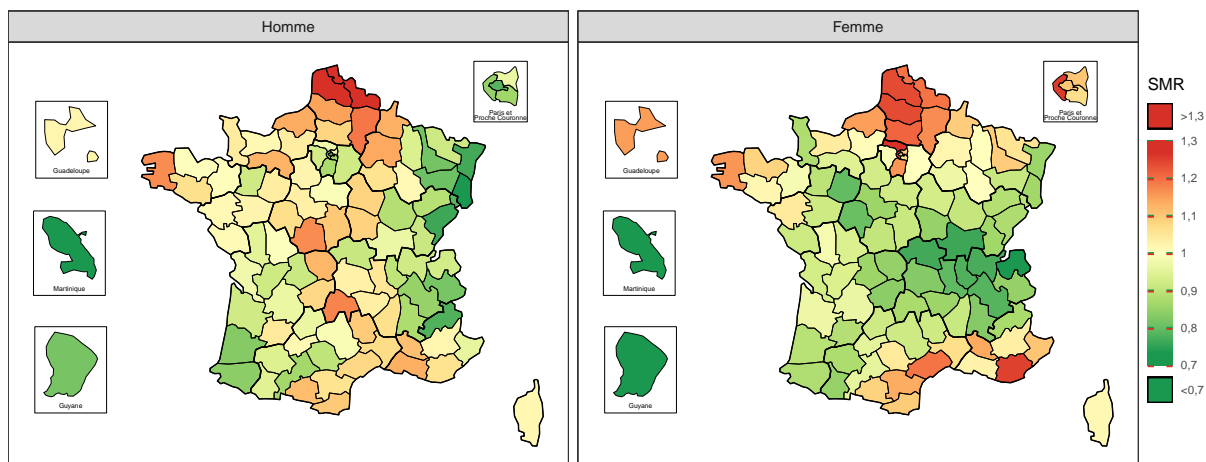 Homme
Femme
Paris et
Proche Couronne
Guadeloupe
Martinique
Guyane
Paris et
Proche Couronne
Guadeloupe
Martinique
Guyane
SMR
>1,3
1,3
1,2
1,1
1
0,9
0,8
0,7
<0,7